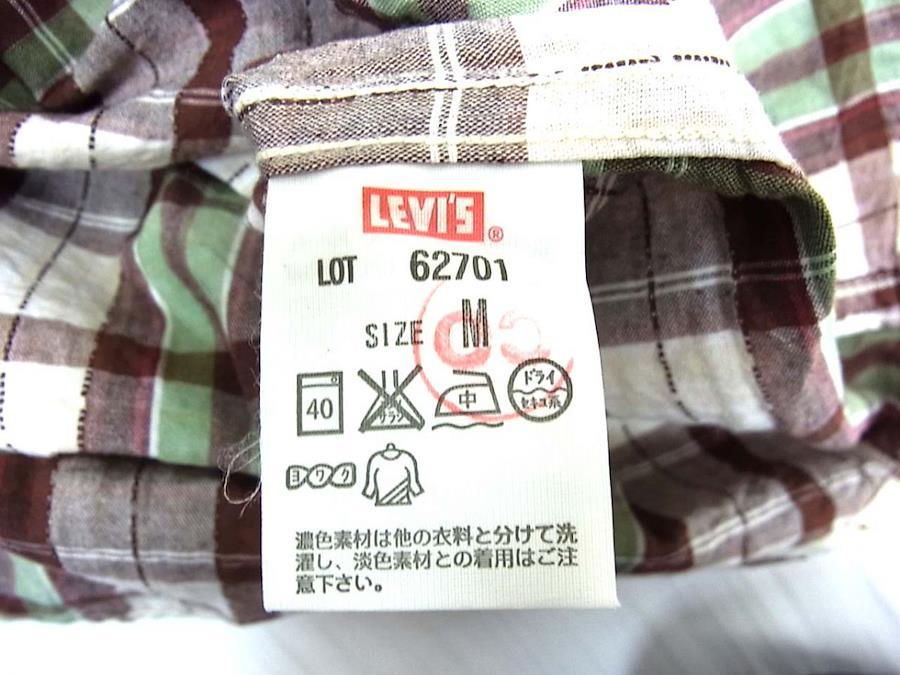 LEVI'S®
LOT 62701
SIZE M
40 サラシ 中 ドライ セキユ系
ヨワク
濃色素材は他の衣料と分けて洗
濯し、淡色素材との着用はご注
意下さい。